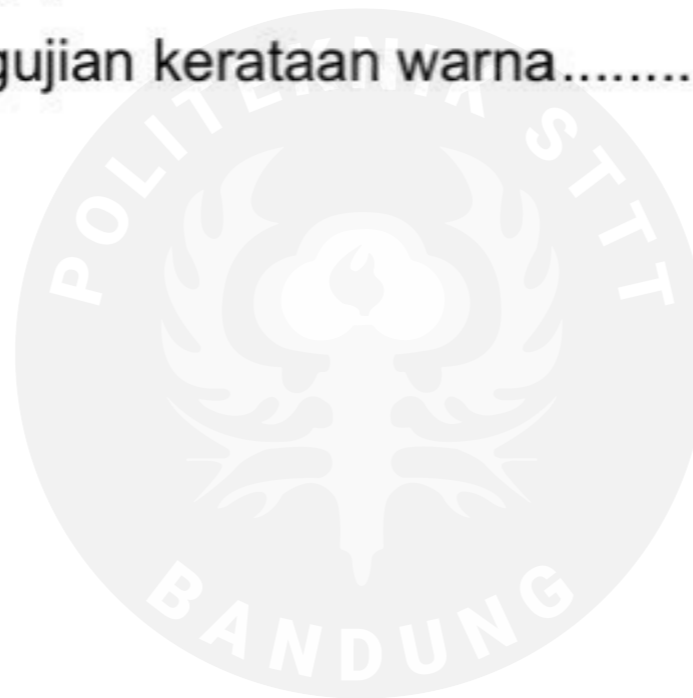 gujian kerataan warna.........
POLITEKNIK STTT
BANDUNG